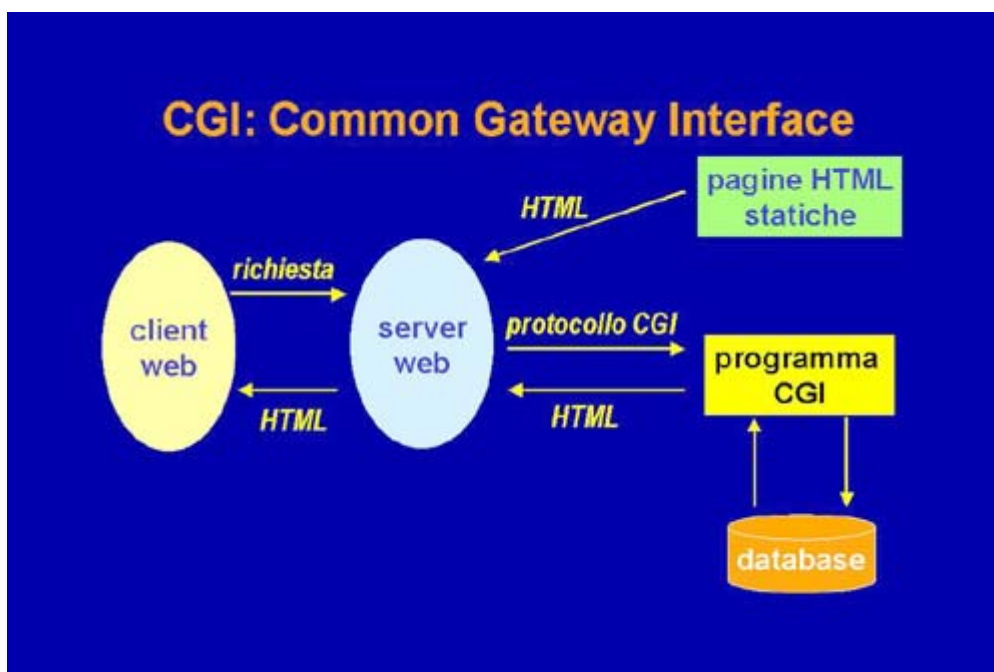 CGI: Common Gateway Interface
pagine HTML
statiche
HTML
richiesta
client
web
server
web
protocollo CGI
programma
CGI
HTML
HTML
database